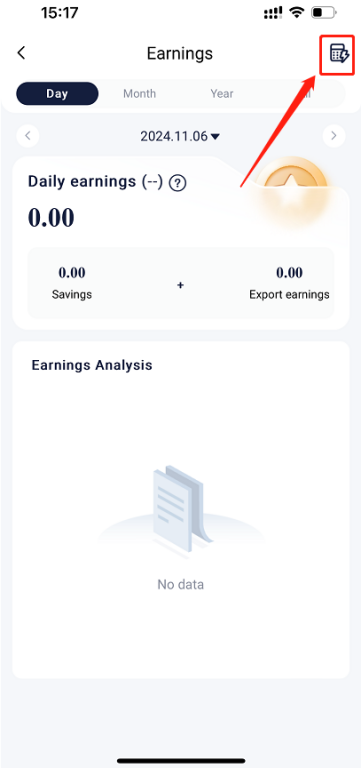 15:17
Earnings
Day Month Year
2024.11.06
Daily earnings (--) ?
0.00
0.00 + 0.00
Savings Export earnings
Earnings Analysis
No data